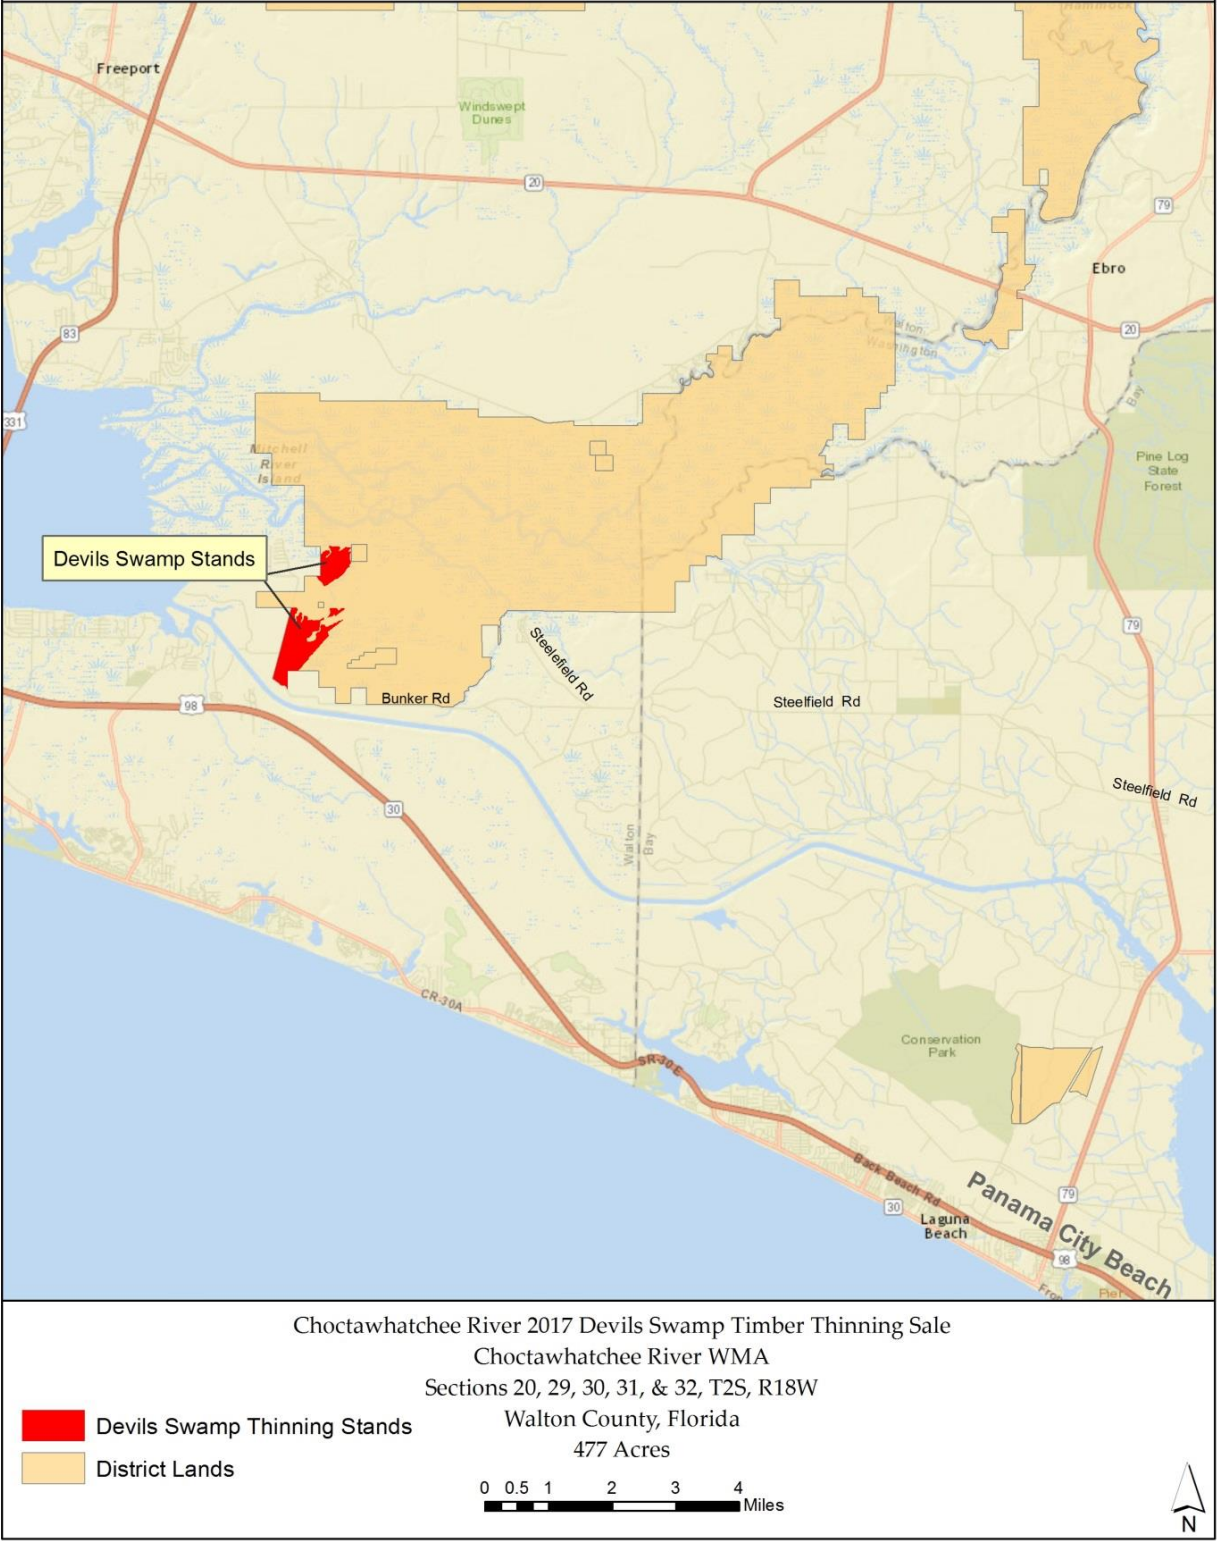 Hammock
Freeport
Windswept
Dunes
20
79
Ebro
83
Walton
Washington
20
331
Bay
Mitchell
River
Island
Pine Log
State
Forest
Devils Swamp Stands
79
Steelefield Rd
Bunker Rd
98
Steelfield Rd
Steelfield Rd
30
Walton
Bay
CR-30A
Conservation
Park
SR-30E
Back Beach Rd
Panama City Beach
79
30
Laguna
Beach
98
Pier
Choctawhatchee River 2017 Devils Swamp Timber Thinning Sale
Choctawhatchee River WMA
Sections 20, 29, 30, 31, & 32, T2S, R18W
Walton County, Florida
477 Acres
Devils Swamp Thinning Stands
District Lands
0 0.5 1 2 3 4
Miles
N